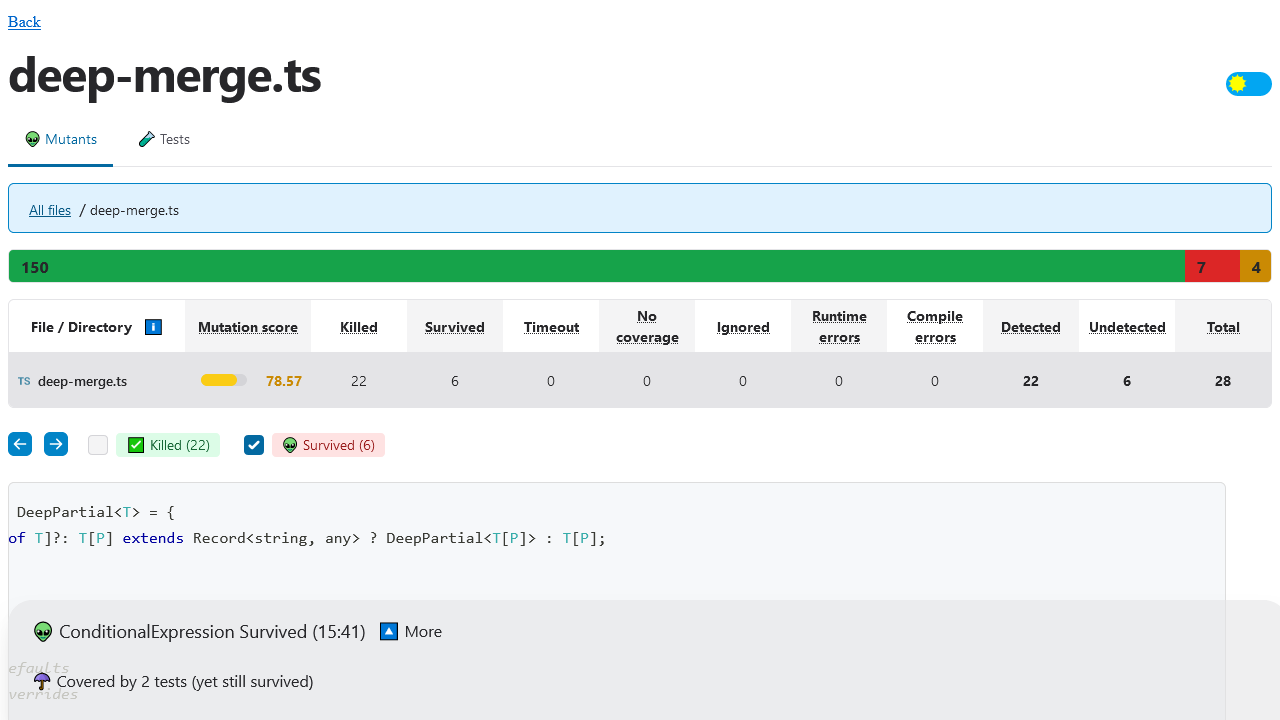 Back
deep-merge.ts
Mutants
Tests
All files / deep-merge.ts
150 7 4
File / Directory Mutation score Killed Survived Timeout No coverage Ignored Runtime errors Compile errors Detected Undetected Total
TS deep-merge.ts 78.57 22 6 0 0 0 0 0 22 6 28
Killed (22) Survived (6)
DeepPartial<T> = {
of T]?: T[P] extends Record<string, any> ? DeepPartial<T[P]> : T[P];
ConditionalExpression Survived (15:41) More
efaults
Covered by 2 tests (yet still survived)
verrides